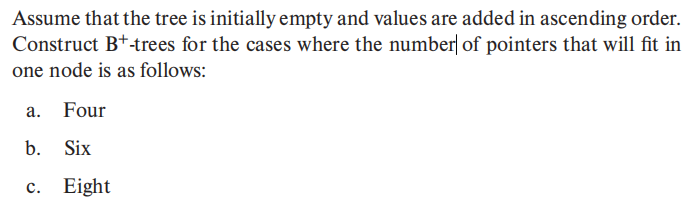 Assume that the tree is initially empty and values are added in ascending order.
Construct B⁺-trees for the cases where the number of pointers that will fit in
one node is as follows:
a. Four
b. Six
c. Eight